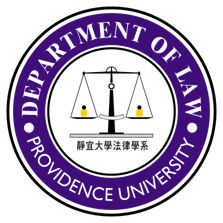 DEPARTMENT OF LAW
靜宜大學法律學系
PROVIDENCE UNIVERSITY